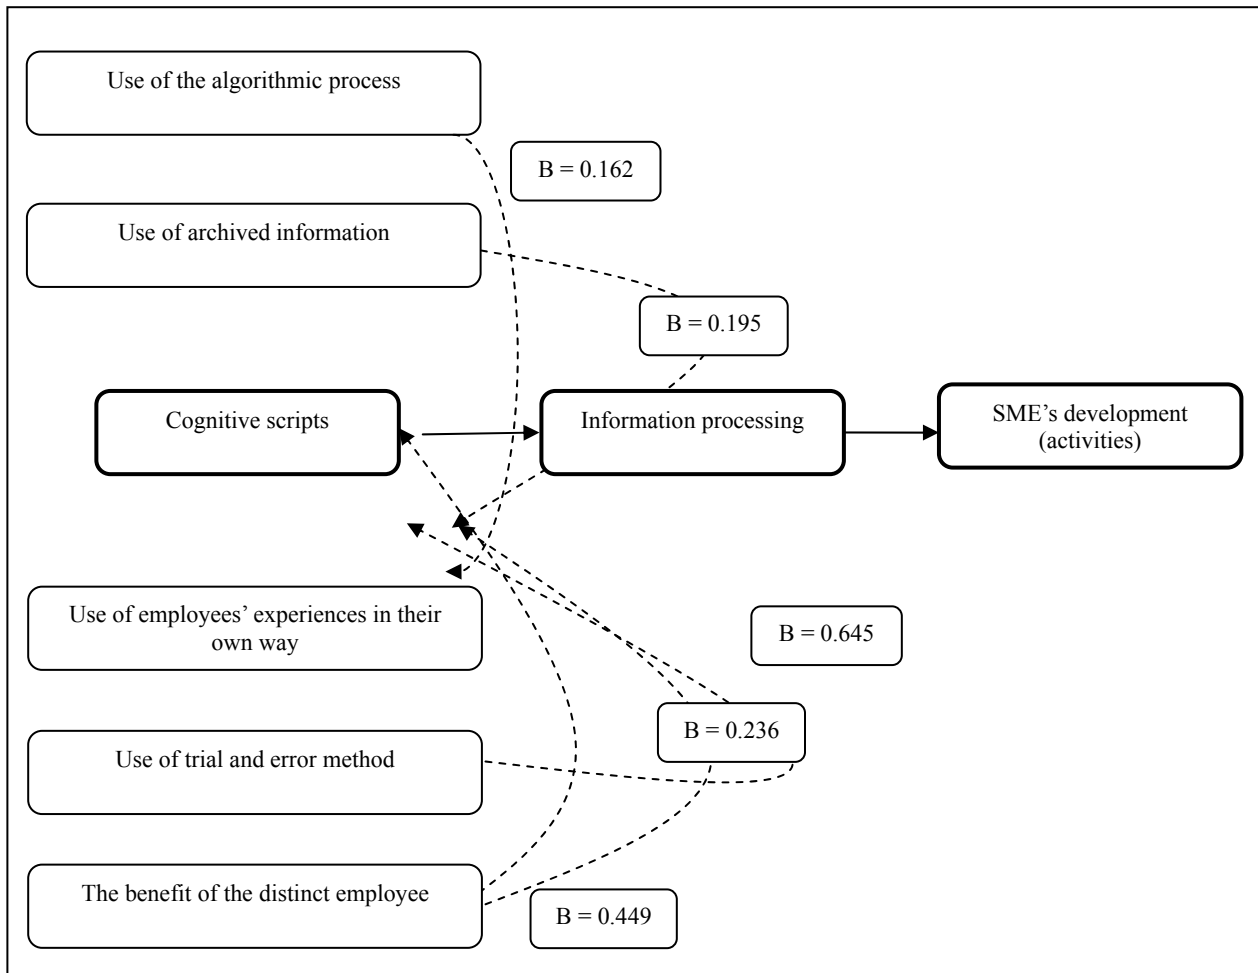 Use of the algorithmic process
B = 0.162
Use of archived information
B = 0.195
Cognitive scripts
Information processing
SME’s development
(activities)
Use of employees’ experiences in their
own way
B = 0.645
B = 0.236
Use of trial and error method
The benefit of the distinct employee
B = 0.449